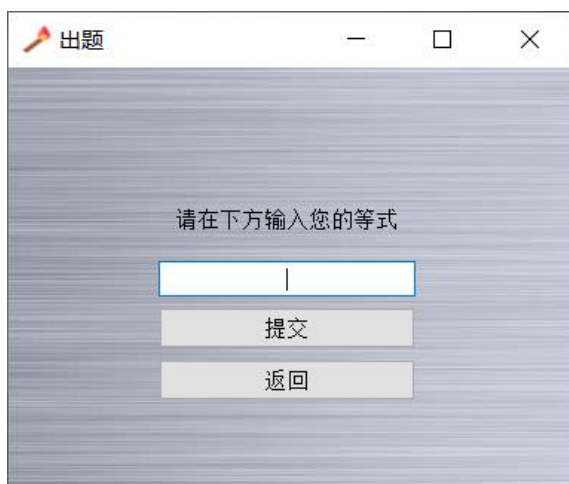 出题
请在下方输入您的等式
提交
返回